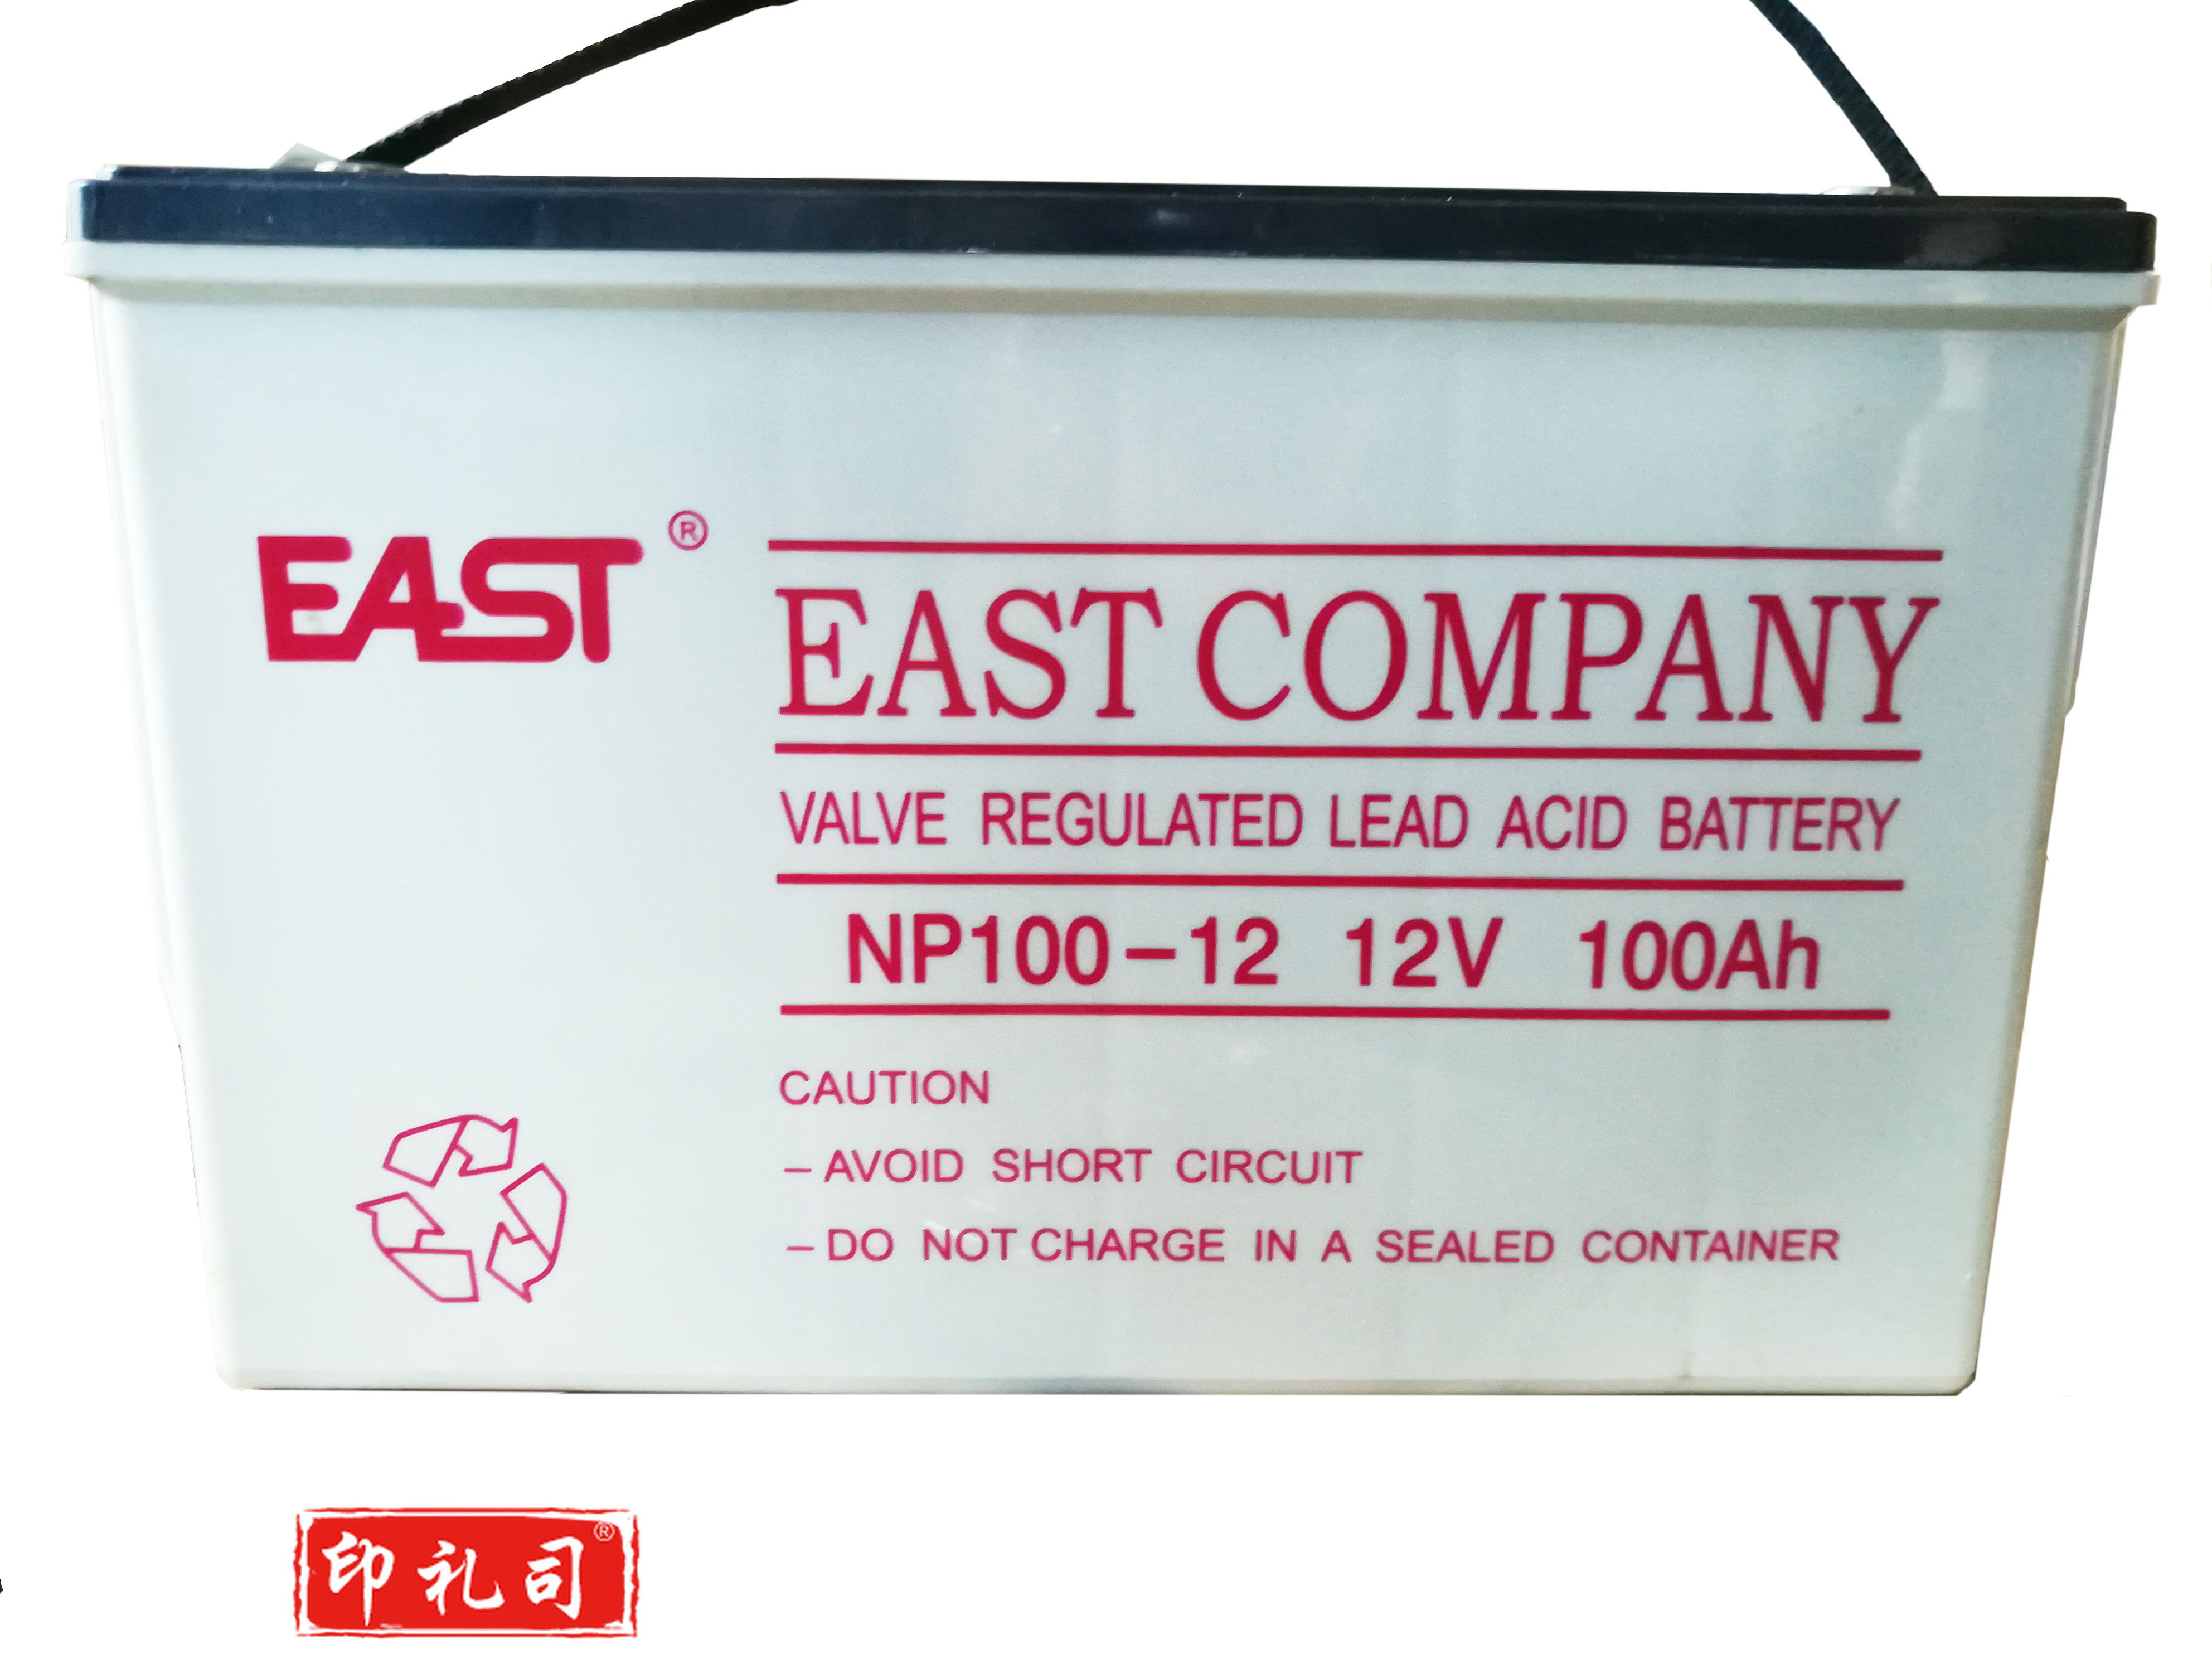 EAST®
EAST COMPANY
VALVE REGULATED LEAD ACID BATTERY
NP100-12 12V 100Ah
CAUTION
- AVOID SHORT CIRCUIT
- DO NOT CHARGE IN A SEALED CONTAINER
印礼司®